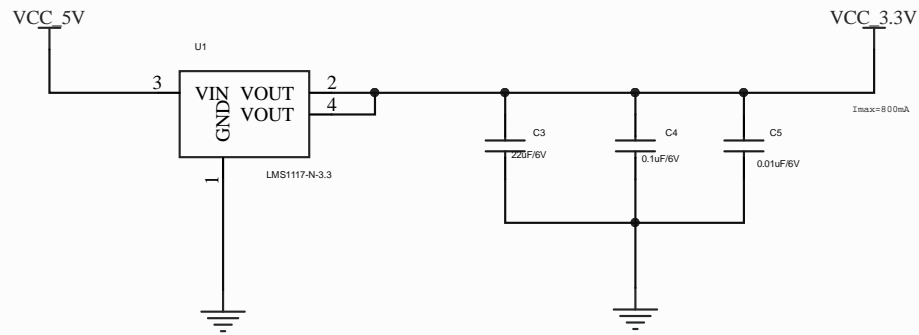 VCC_5V
VCC_3.3V
U1
3
VIN
VOUT
2
VOUT
4
GND
1
LMS1117-N-3.3
Imax=800mA
C3
22uF/6V
C4
0.1uF/6V
C5
0.01uF/6V